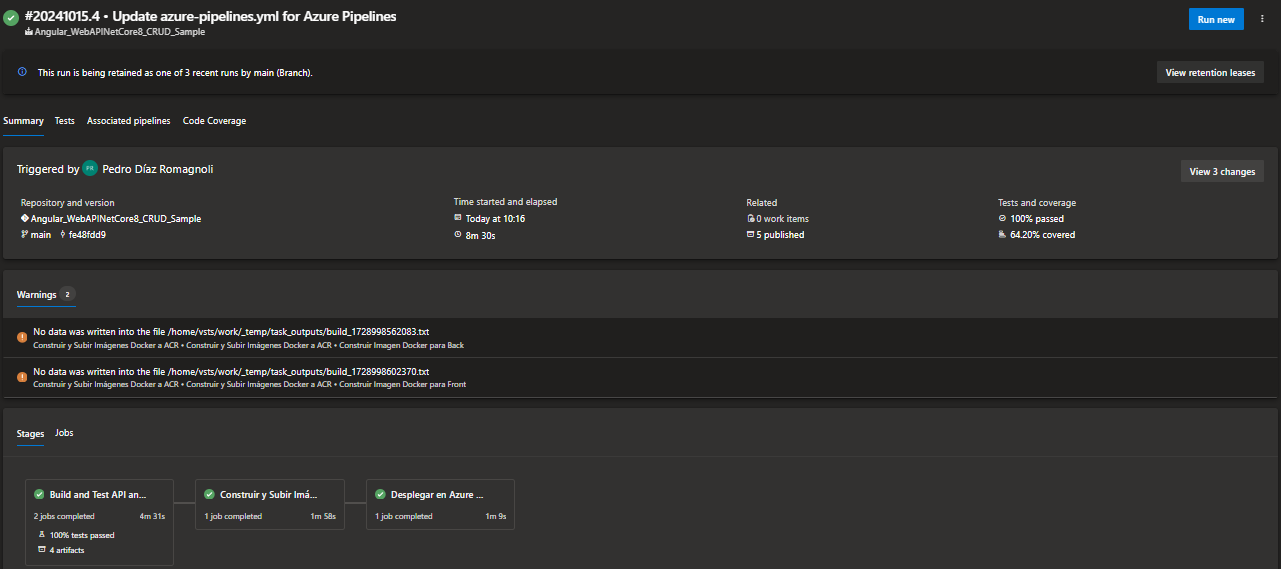 #20241015.4 • Update azure-pipelines.yml for Azure Pipelines
Angular_WebAPINetCore8_CRUD_Sample
Run new
This run is being retained as one of 3 recent runs by main (Branch).
View retention leases
Summary Tests Associated pipelines Code Coverage
Triggered by PR Pedro Díaz Romagnoli
View 3 changes
Repository and version
Angular_WebAPINetCore8_CRUD_Sample
main fe48fdd9
Time started and elapsed
Today at 10:16
8m 30s
Related
0 work items
5 published
Tests and coverage
100% passed
64.20% covered
Warnings 2
No data was written into the file /home/vsts/work/_temp/task_outputs/build_1728998562083.txt
Construir y Subir Imágenes Docker a ACR • Construir y Subir Imágenes Docker a ACR • Construir Imagen Docker para Back
No data was written into the file /home/vsts/work/_temp/task_outputs/build_1728998602370.txt
Construir y Subir Imágenes Docker a ACR • Construir y Subir Imágenes Docker a ACR • Construir Imagen Docker para Front
Stages Jobs
Build and Test API an...
2 jobs completed 4m 31s
100% tests passed
4 artifacts
Construir y Subir Imá...
1 job completed 1m 58s
Desplegar en Azure ...
1 job completed 1m 9s